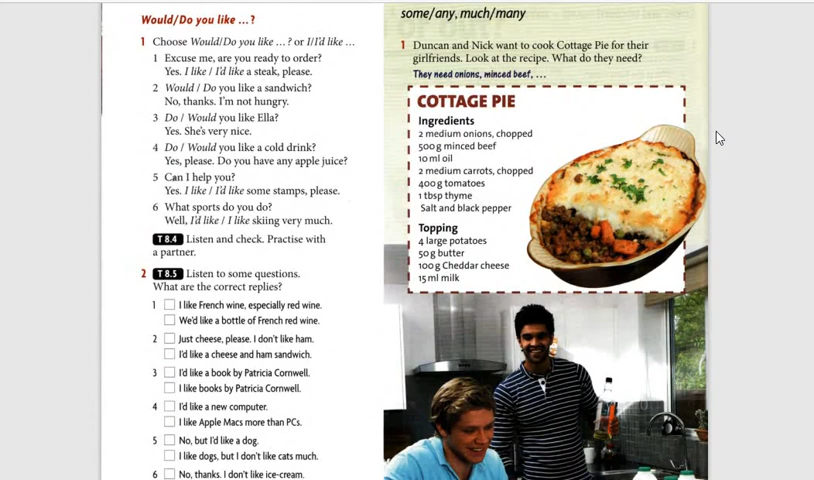 Would/Do you like ... ?
1 Choose Would/Do you like ... ? or I/I'd like ...
1 Excuse me, are you ready to order?
Yes. I like / I'd like a steak, please.
2 Would / Do you like a sandwich?
No, thanks. I'm not hungry.
3 Do / Would you like Ella?
Yes. She's very nice.
4 Do / Would you like a cold drink?
Yes, please. Do you have any apple juice?
5 Can I help you?
Yes. I like / I'd like some stamps, please.
6 What sports do you do?
Well, I'd like / I like skiing very much.
T 8.4 Listen and check. Practise with
a partner.
2 T 8.5 Listen to some questions.
What are the correct replies?
1 I like French wine, especially red wine.
We'd like a bottle of French red wine.
2 Just cheese, please. I don't like ham.
I'd like a cheese and ham sandwich.
3 I'd like a book by Patricia Cornwell.
I like books by Patricia Cornwell.
4 I'd like a new computer.
I like Apple Macs more than PCs.
5 No, but I'd like a dog.
I like dogs, but I don't like cats much.
6 No, thanks. I don't like ice-cream.
some/any, much/many
1 Duncan and Nick want to cook Cottage Pie for their
girlfriends. Look at the recipe. What do they need?
They need onions, minced beef, ...
COTTAGE PIE
Ingredients
2 medium onions, chopped
500 g minced beef
10 ml oil
2 medium carrots, chopped
400 g tomatoes
1 tbsp thyme
Salt and black pepper
Topping
4 large potatoes
50 g butter
100 g Cheddar cheese
15 ml milk